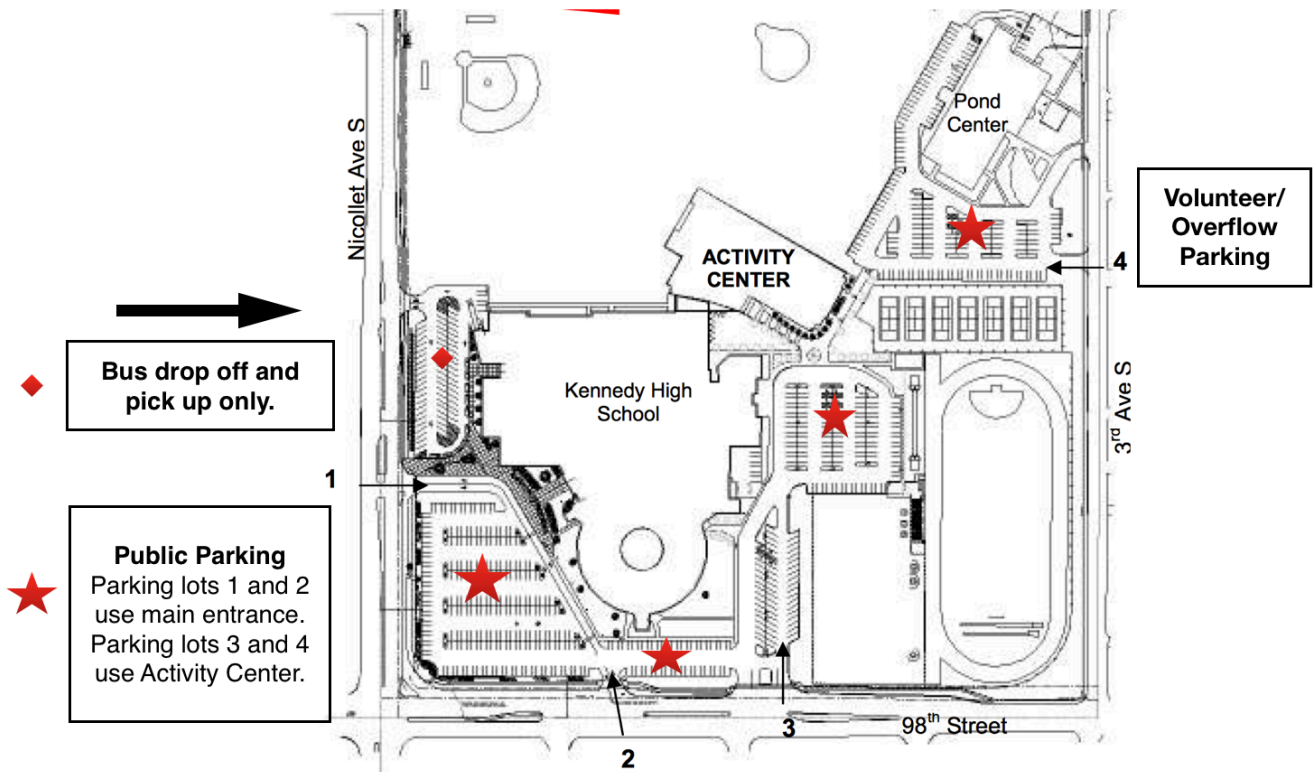 Nicollet Ave S
Pond
Center
Volunteer/
Overflow
Parking
4
ACTIVITY
CENTER
Bus drop off and
pick up only.
Kennedy High
School
3rd Ave S
1
Public Parking
Parking lots 1 and 2
use main entrance.
Parking lots 3 and 4
use Activity Center.
3
98th Street
2